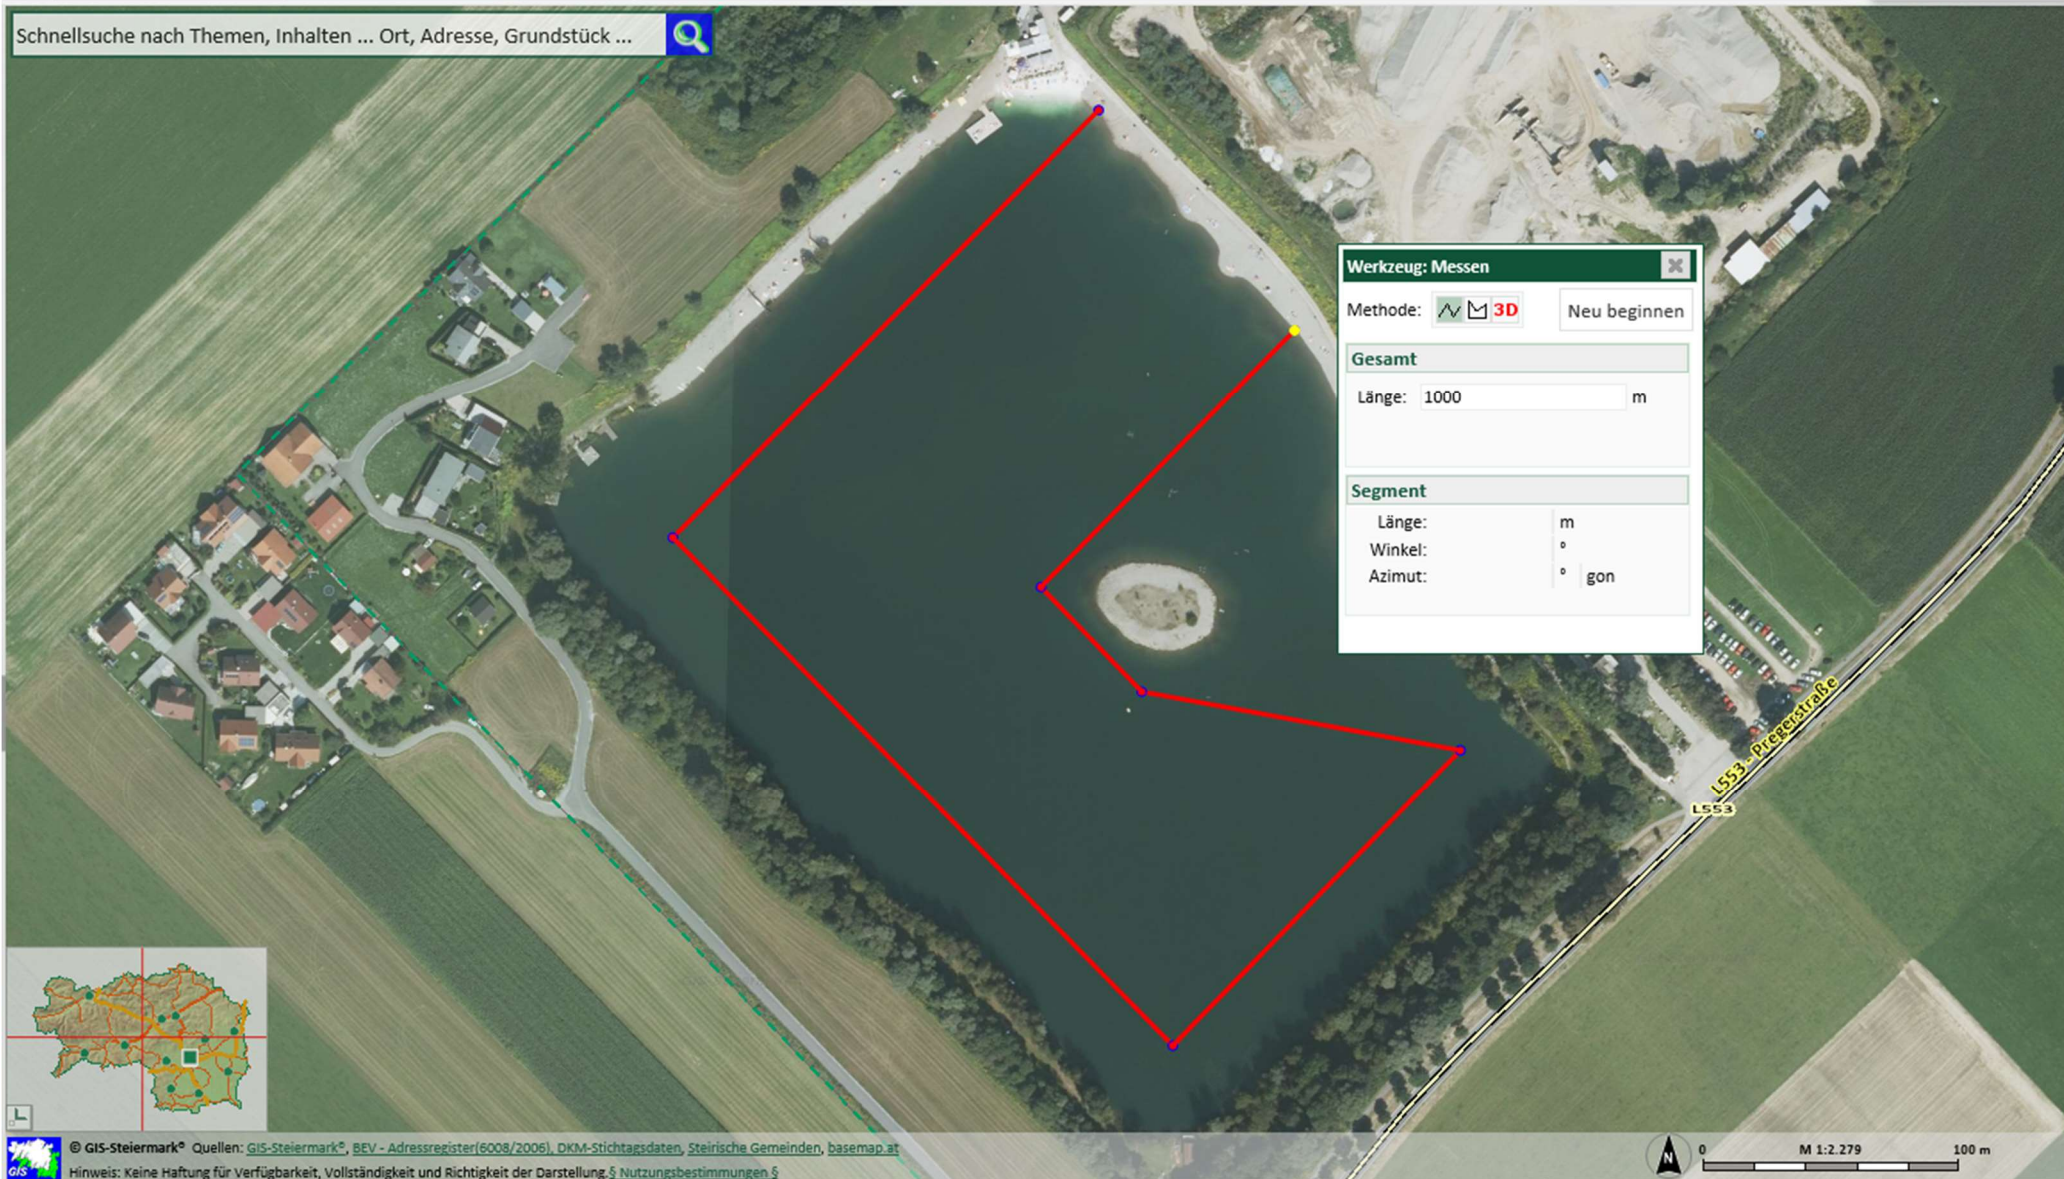 Schnellsuche nach Themen, Inhalten ... Ort, Adresse, Grundstück ...
Werkzeug: Messen
Methode: 3D Neu beginnen
Gesamt
Länge: 1000 m
Segment
Länge: m
Winkel: °
Azimut: ° gon
L553 - Pregerstraße
L553
© GIS-Steiermark® Quellen: GIS-Steiermark®, BEV - Adressregister(6008/2006), DKM-Stichtagsdaten, Steirische Gemeinden, basemap.at
Hinweis: Keine Haftung für Verfügbarkeit, Vollständigkeit und Richtigkeit der Darstellung.§ Nutzungsbestimmungen §
GIS
N
0 M 1:2.279 100 m